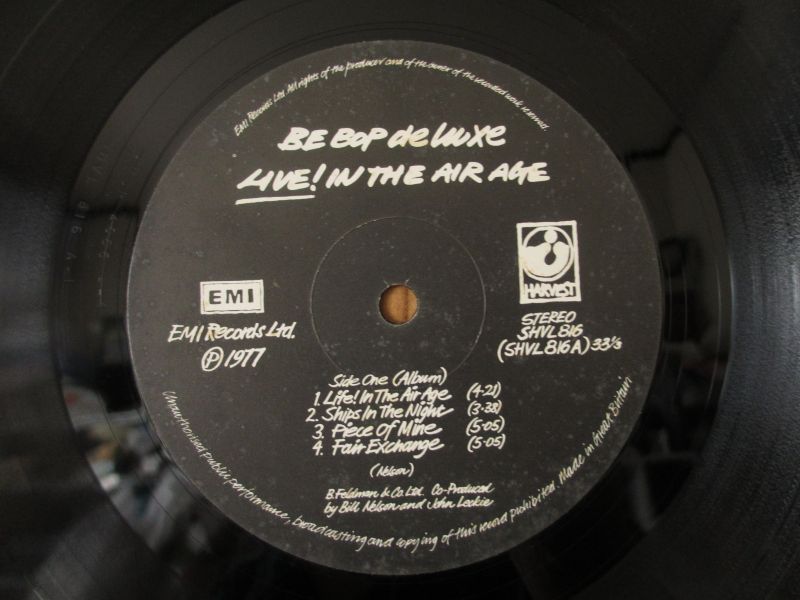 EMI Records Ltd. All rights of the producer and of the owner of the recorded work reserved.
BE BOP deluxe
LIVE! IN THE AIR AGE
EMI
EMI Records Ltd.
Ⓟ 1977
HARVEST
STEREO
SHVL 816
(SHVL 816 A) 33⅓
Side One (Album)
1. Life! In The Air Age (4·21)
2. Ships In The Night (3·38)
3. Piece Of Mine (5·05)
4. Fair Exchange (5·05)
(Nelson)
B. Feldman & Co. Ltd. Co-Produced
by Bill Nelson and John Leckie
Unauthorised public performance, broadcasting and copying of this record prohibited. Made in Great Britain